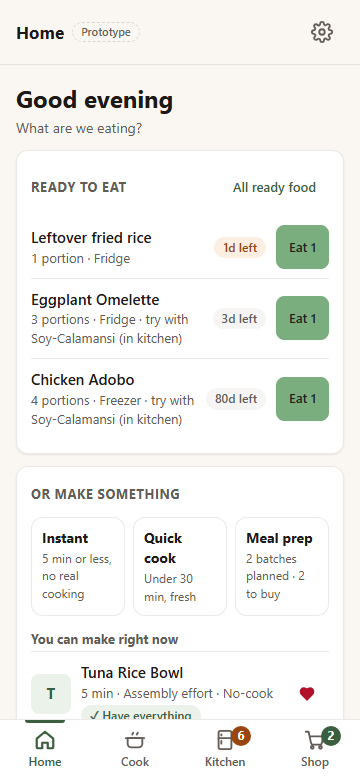 Home Prototype
Good evening
What are we eating?
READY TO EAT All ready food
Leftover fried rice
1 portion · Fridge
1d left
Eat 1
Eggplant Omelette
3 portions · Fridge · try with
Soy-Calamansi (in kitchen)
3d left
Eat 1
Chicken Adobo
4 portions · Freezer · try with
Soy-Calamansi (in kitchen)
80d left
Eat 1
OR MAKE SOMETHING
Instant
5 min or less,
no real
cooking
Quick
cook
Under 30
min, fresh
Meal prep
2 batches
planned · 2
to buy
You can make right now
T
Tuna Rice Bowl
5 min · Assembly effort · No-cook
✓ Have everything
Home
Cook
6
Kitchen
2
Shop